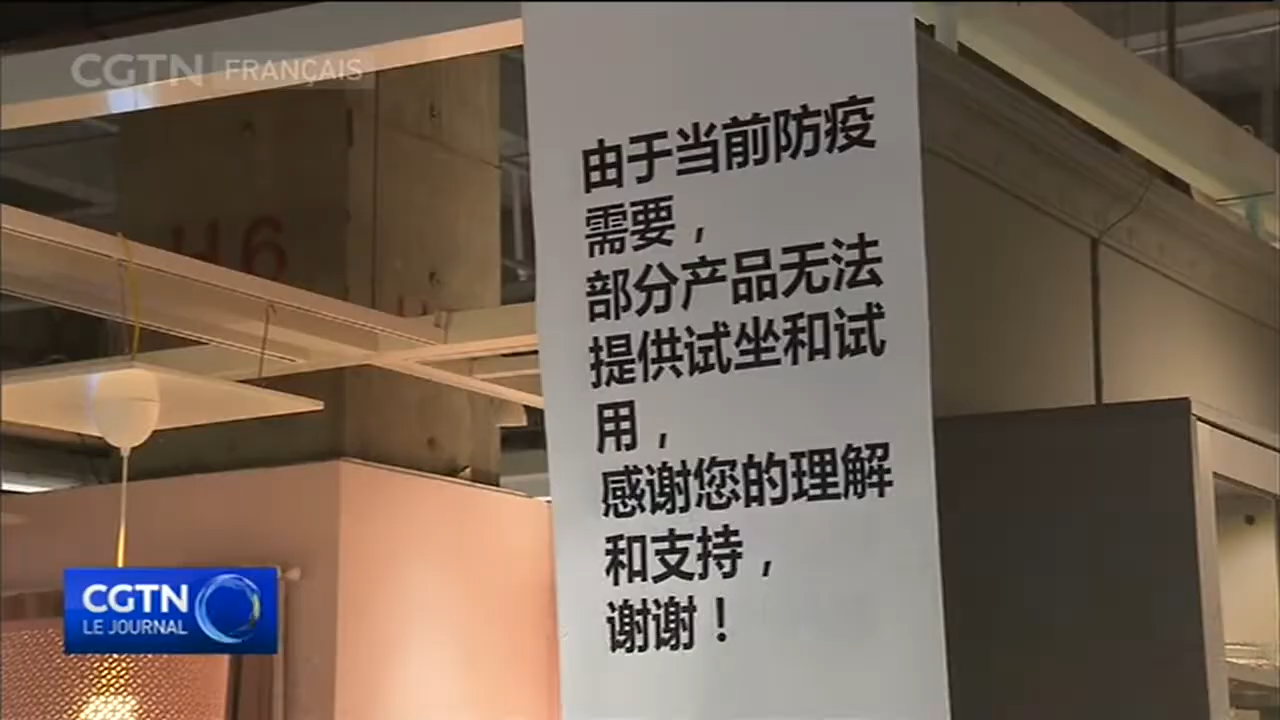 CGTN FRANÇAIS
H6
由于当前防疫
需要，
部分产品无法
提供试坐和试
用，
感谢您的理解
和支持，
谢谢！
CGTN
LE JOURNAL